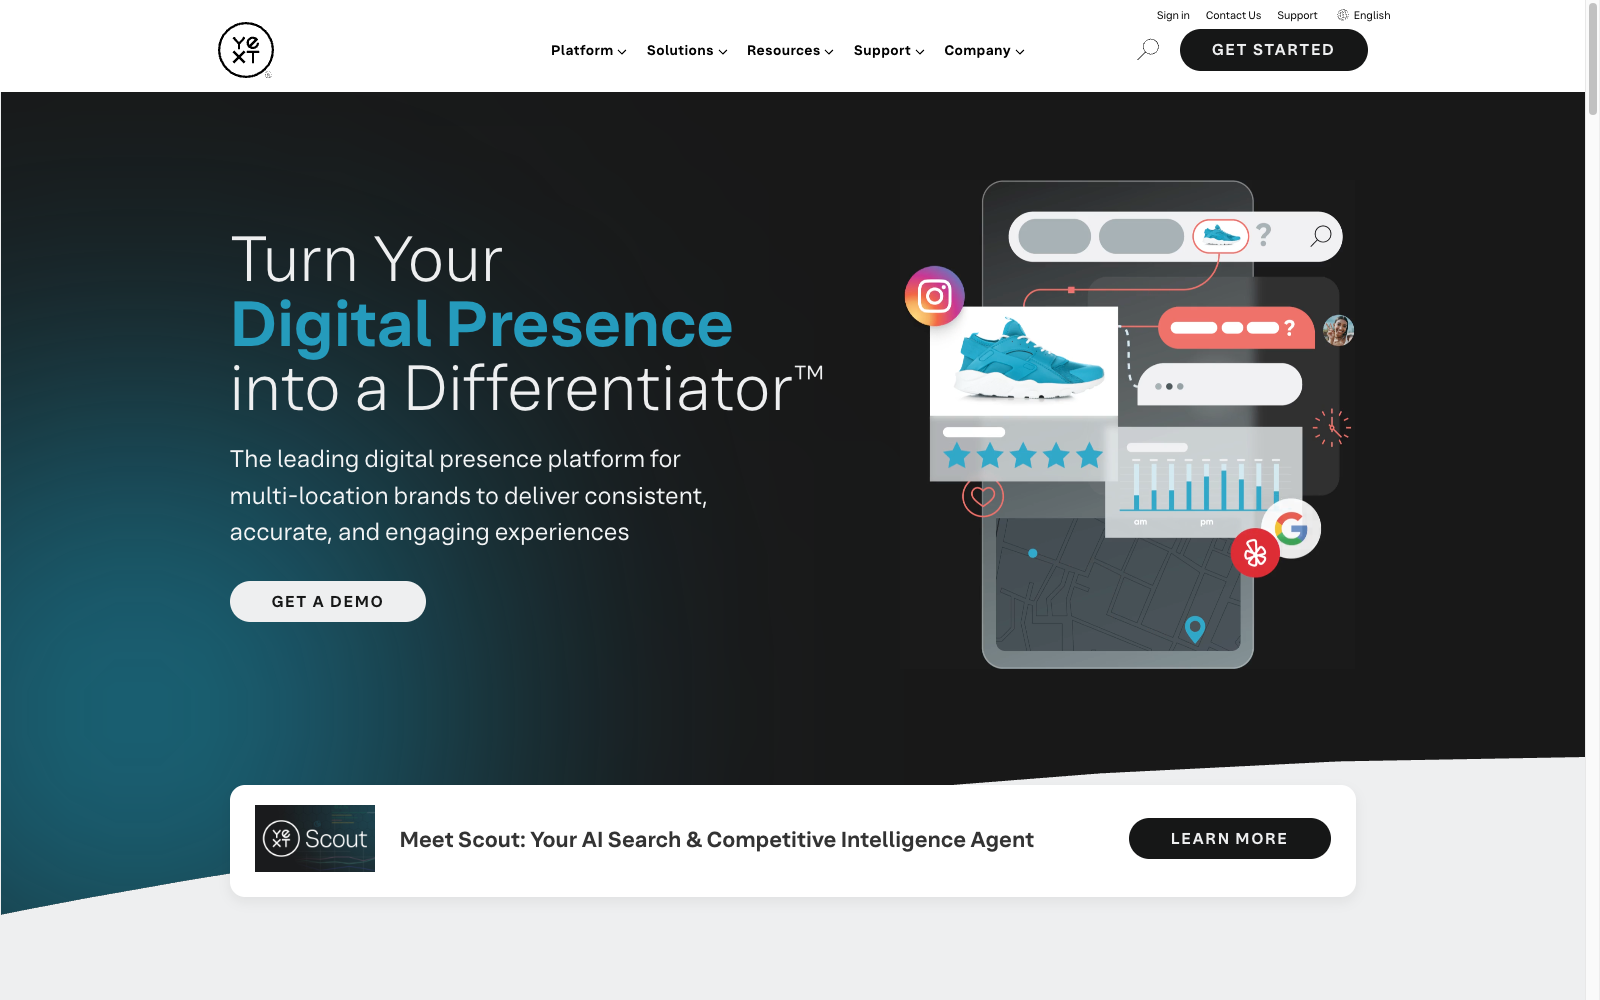 Sign in Contact Us Support English
YEXT
Platform Solutions Resources Support Company
GET STARTED
Turn Your
Digital Presence
into a Differentiator™
The leading digital presence platform for
multi-location brands to deliver consistent,
accurate, and engaging experiences
GET A DEMO
?
?
am pm
G
YEXT Scout
Meet Scout: Your AI Search & Competitive Intelligence Agent
LEARN MORE